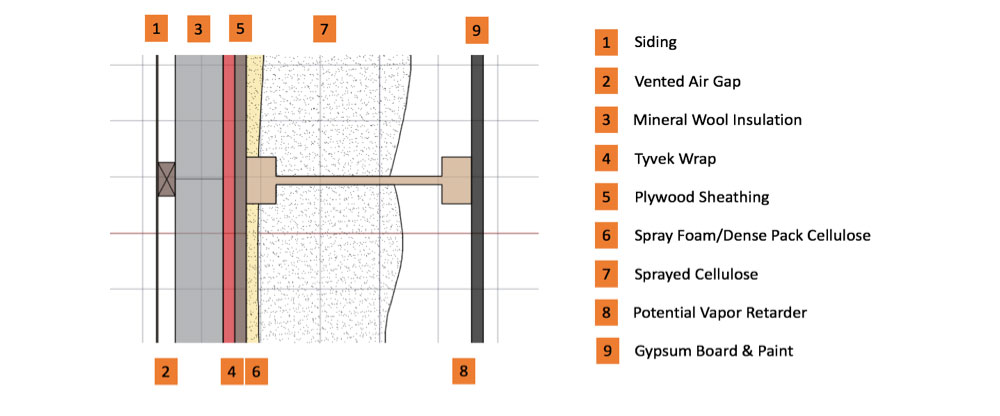 1 3 5 7 9
2 4 6 8
1 Siding
2 Vented Air Gap
3 Mineral Wool Insulation
4 Tyvek Wrap
5 Plywood Sheathing
6 Spray Foam/Dense Pack Cellulose
7 Sprayed Cellulose
8 Potential Vapor Retarder
9 Gypsum Board & Paint